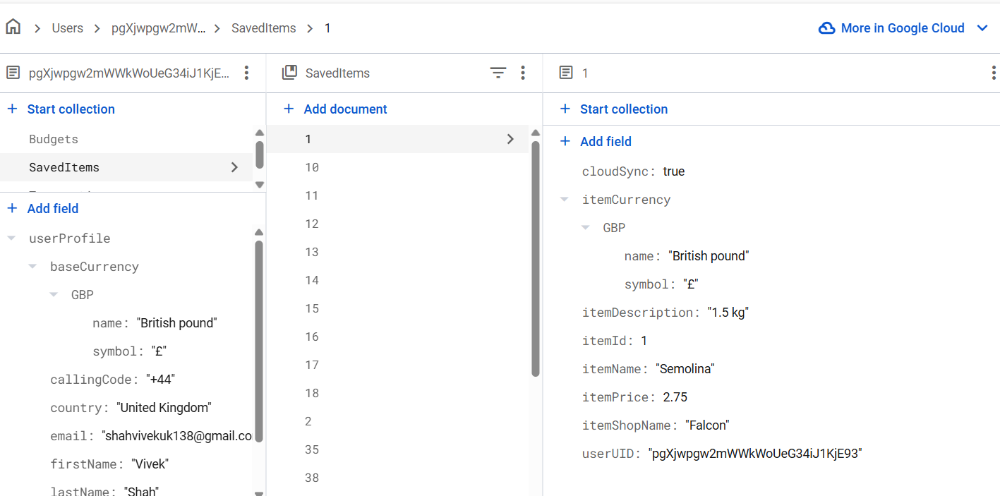 Users pgXjwpgw2mW... SavedItems 1
More in Google Cloud
pgXjwpgw2mWWkWoUeG34iJ1KjE...
Start collection
Budgets
SavedItems
Add field
userProfile
baseCurrency
GBP
name: "British pound"
symbol: "£"
callingCode: "+44"
country: "United Kingdom"
email: "shahvivekuk138@gmail.co
firstName: "Vivek"
lastName: "Shah"
SavedItems
Add document
1
10
11
12
13
14
15
16
17
18
2
35
38
1
Start collection
Add field
cloudSync: true
itemCurrency
GBP
name: "British pound"
symbol: "£"
itemDescription: "1.5 kg"
itemId: 1
itemName: "Semolina"
itemPrice: 2.75
itemShopName: "Falcon"
userUID: "pgXjwpgw2mWWkWoUeG34iJ1KjE93"